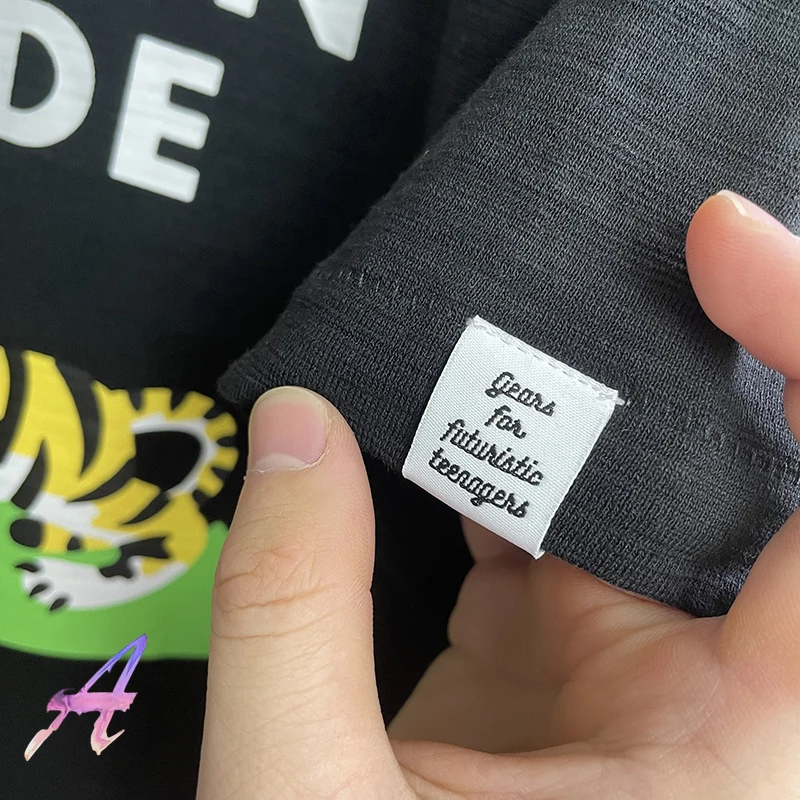 N
DE
Gears
for
futuristic
teenagers
A